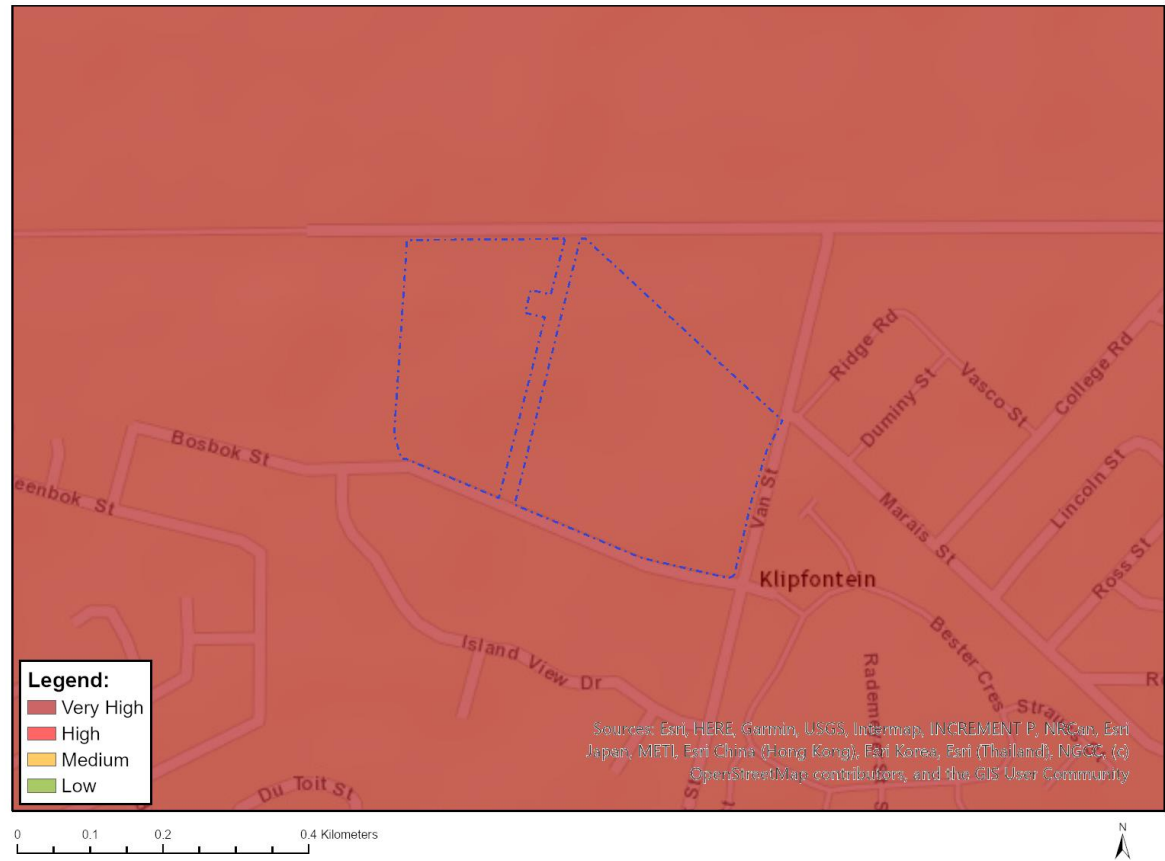 Ridge Rd
Vasco St
College Rd
Duminy St
Bosbok St
Lincoln St
eenbok St
Van St
Marais St
Ross St
Klipfontein
Bester Cres
Island View Dr
Legend:
Very High
High
Medium
Low
Sources: Esri, HERE, Garmin, USGS, Intermap, INCREMENT P, NRCan, Esri
Japan, METI, Esri China (Hong Kong), Esri Korea, Esri (Thailand), NGCC, (c)
OpenStreetMap contributors, and the GIS User Community
Du Toit St
0 0.1 0.2 0.4 Kilometers
N